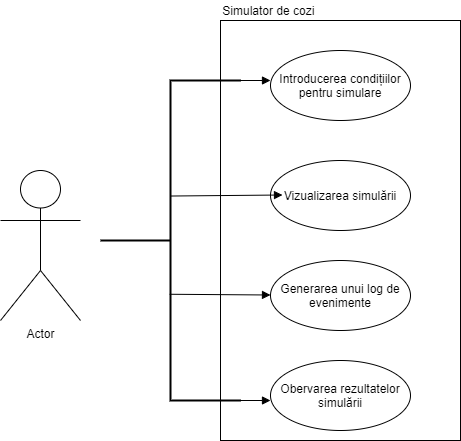 Simulator de cozi
Introducerea condițiilor
pentru simulare
Vizualizarea simulării
Generarea unui log de
evenimente
Obervarea rezultatelor
simulării
Actor